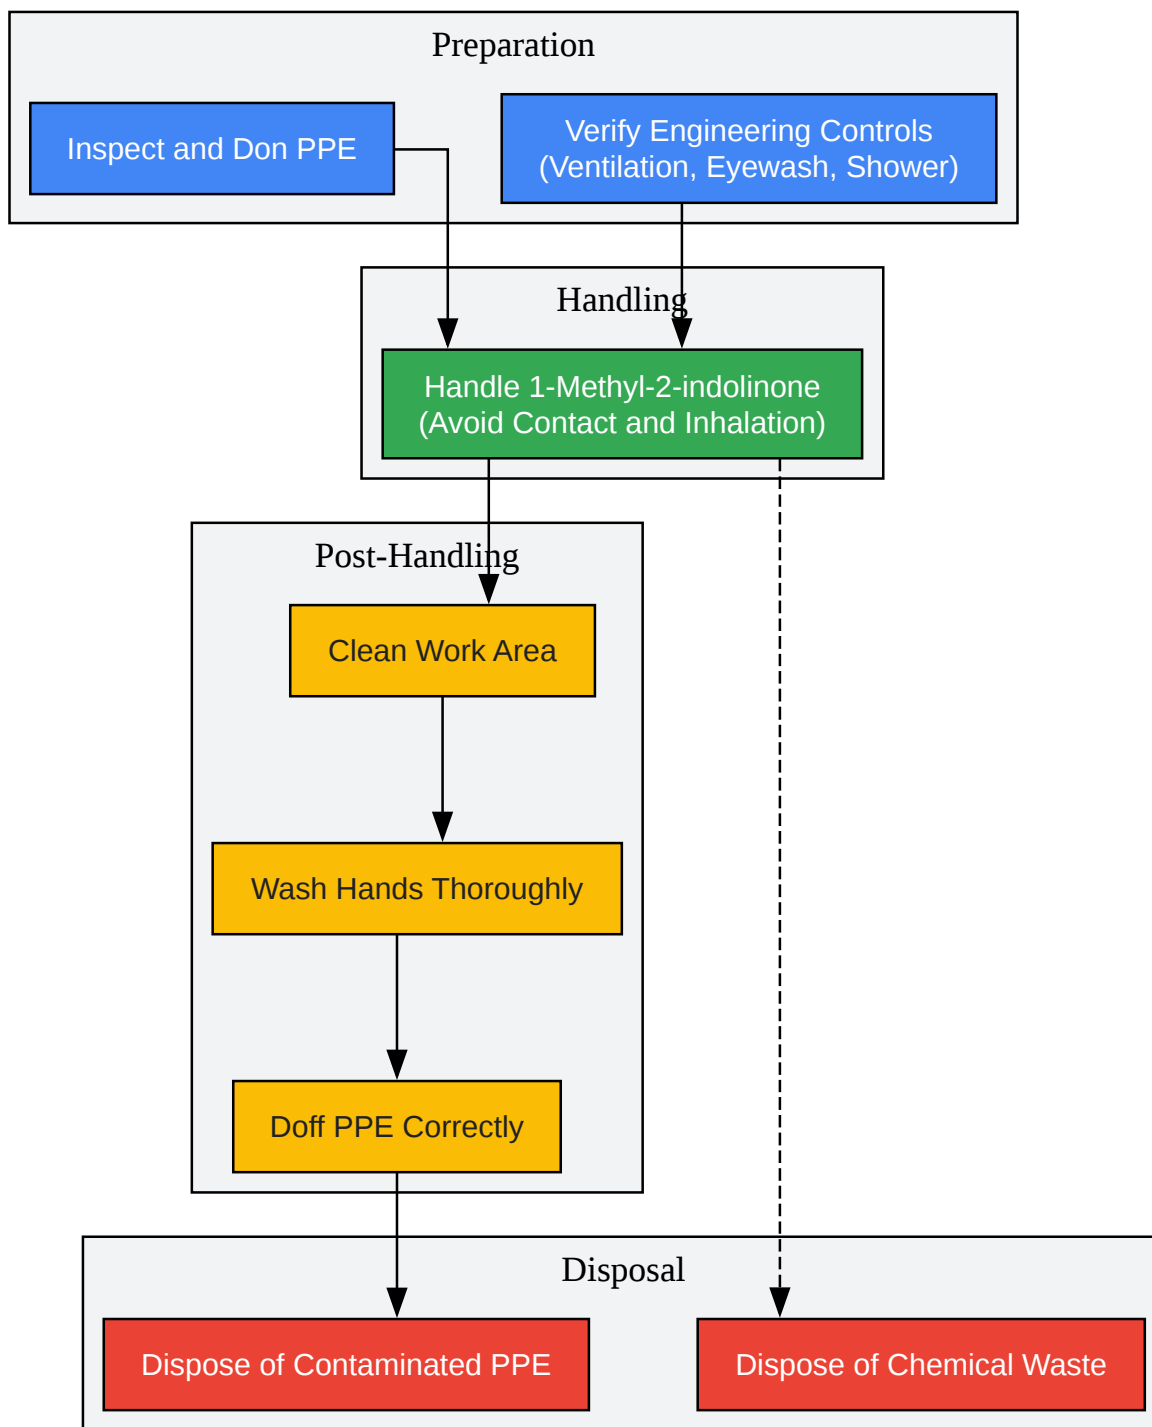 Preparation
Inspect and Don PPE
Verify Engineering Controls
(Ventilation, Eyewash, Shower)
Handling
Handle 1-Methyl-2-indolinone
(Avoid Contact and Inhalation)
Post-Handling
Clean Work Area
Wash Hands Thoroughly
Doff PPE Correctly
Disposal
Dispose of Contaminated PPE
Dispose of Chemical Waste